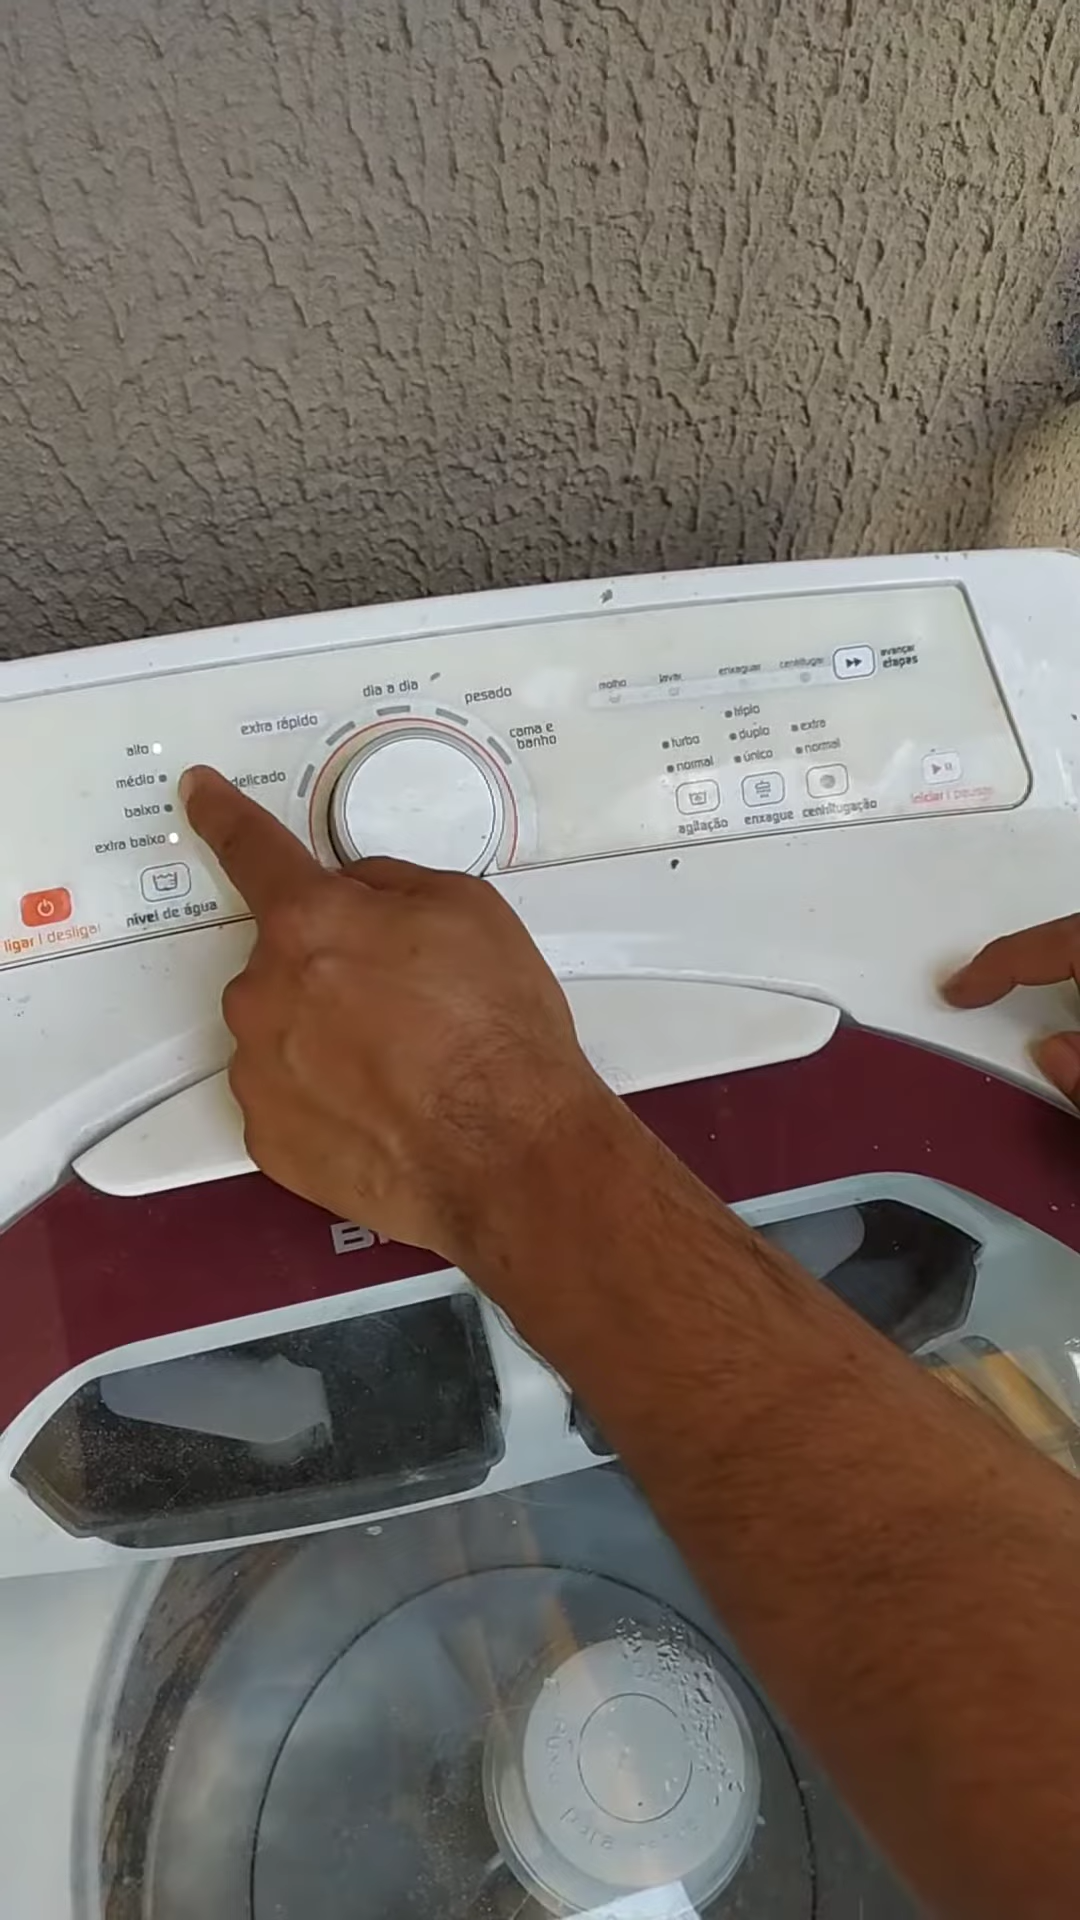 alto
médio
baixo
extra baixo
nível de água
ligar | desligar
delicado
extra rápido
dia a dia
pesado
cama e
banho
molho
lavar
enxaguar
centrifugar
avançar
etapas
turbo
normal
agitação
triplo
duplo
único
enxague
extra
normal
centrifugação
iniciar | pausar
para